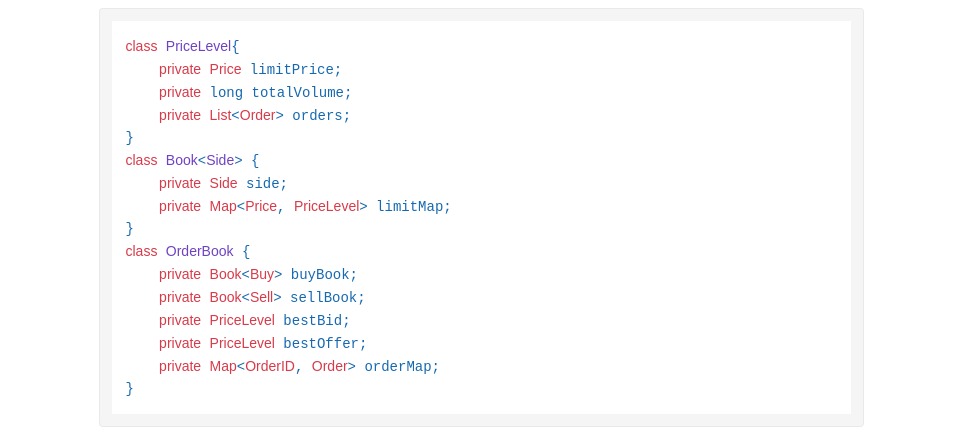 class PriceLevel{
    private Price limitPrice;
    private long totalVolume;
    private List<Order> orders;
}
class Book<Side> {
    private Side side;
    private Map<Price, PriceLevel> limitMap;
}
class OrderBook {
    private Book<Buy> buyBook;
    private Book<Sell> sellBook;
    private PriceLevel bestBid;
    private PriceLevel bestOffer;
    private Map<OrderID, Order> orderMap;
}